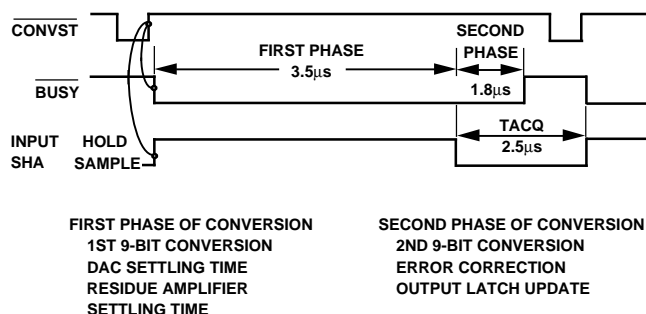 CONVST
FIRST PHASE
3.5μs
SECOND
PHASE
1.8μs
BUSY
TACQ
2.5μs
INPUT
SHA
HOLD
SAMPLE
FIRST PHASE OF CONVERSION
1ST 9-BIT CONVERSION
DAC SETTLING TIME
RESIDUE AMPLIFIER
SETTLING TIME
SECOND PHASE OF CONVERSION
2ND 9-BIT CONVERSION
ERROR CORRECTION
OUTPUT LATCH UPDATE